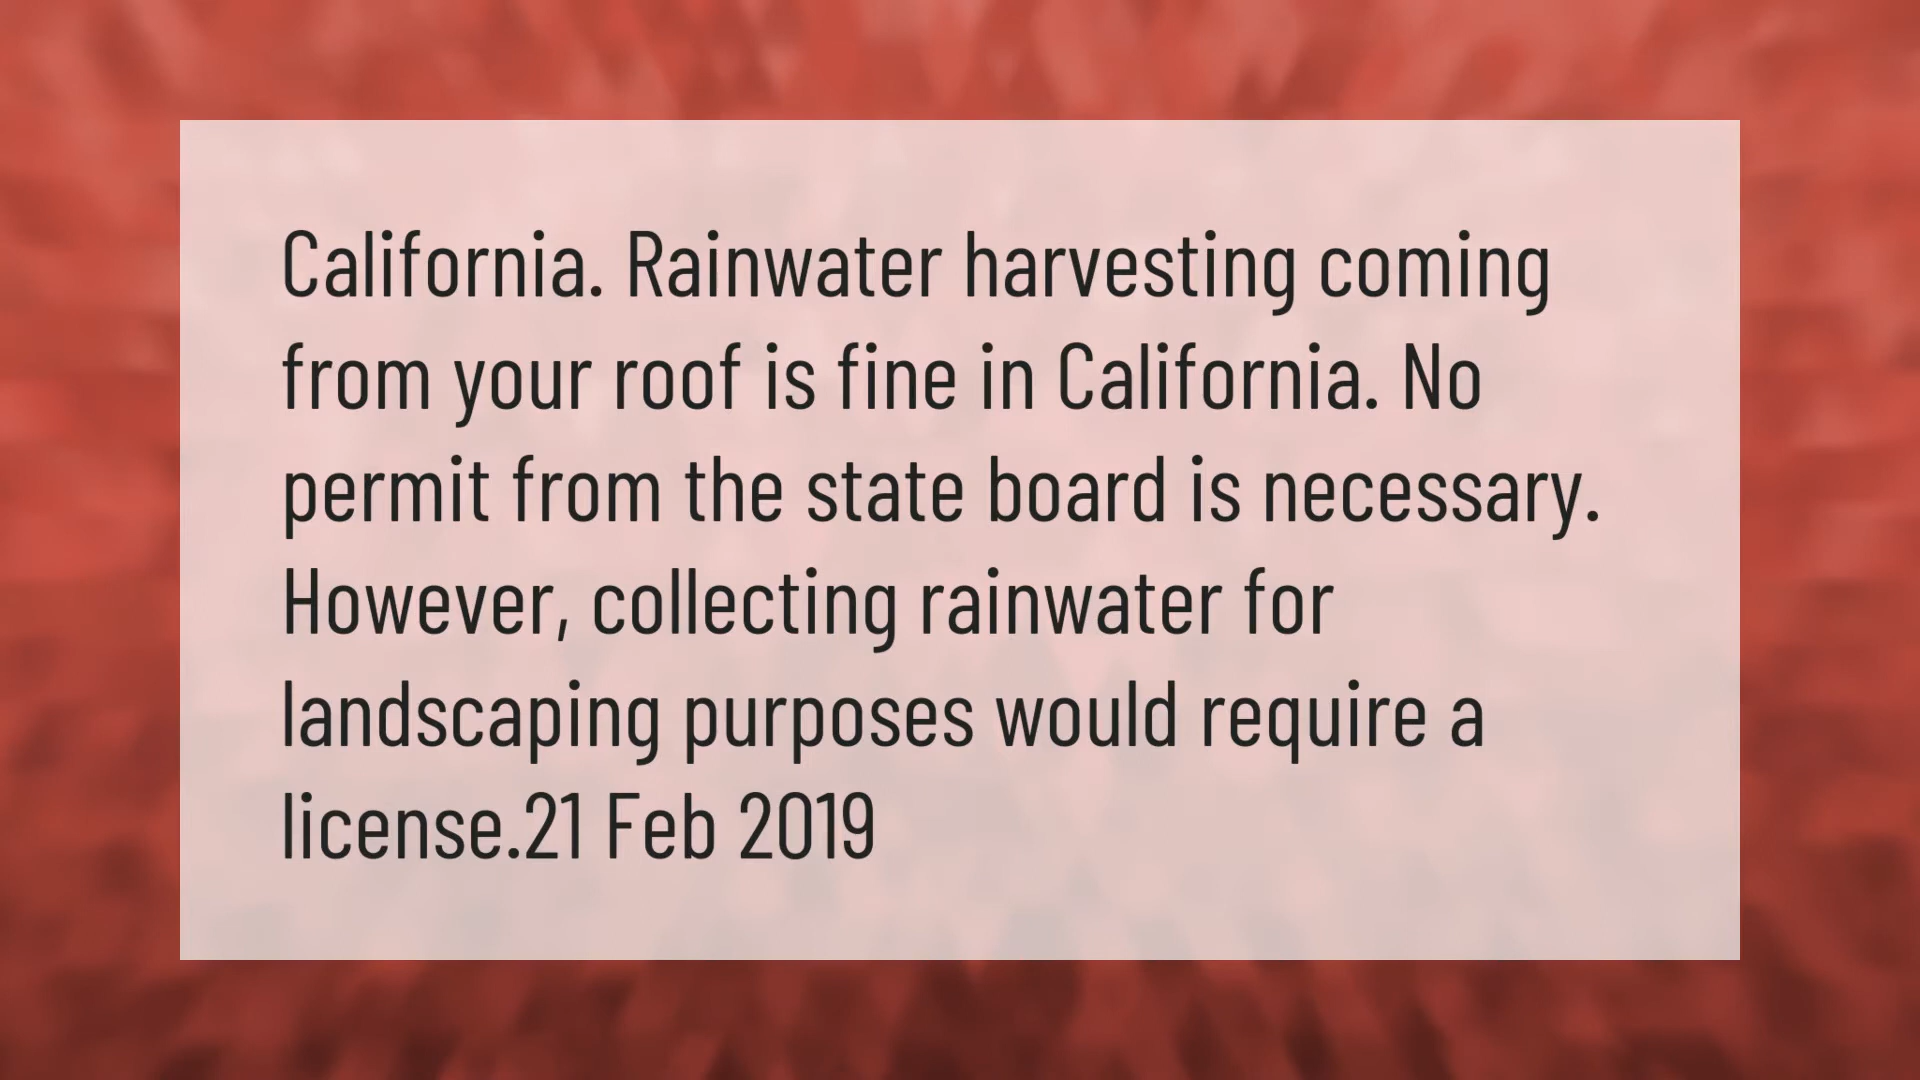 California. Rainwater harvesting coming
from your roof is fine in California. No
permit from the state board is necessary.
However, collecting rainwater for
landscaping purposes would require a
license.21 Feb 2019